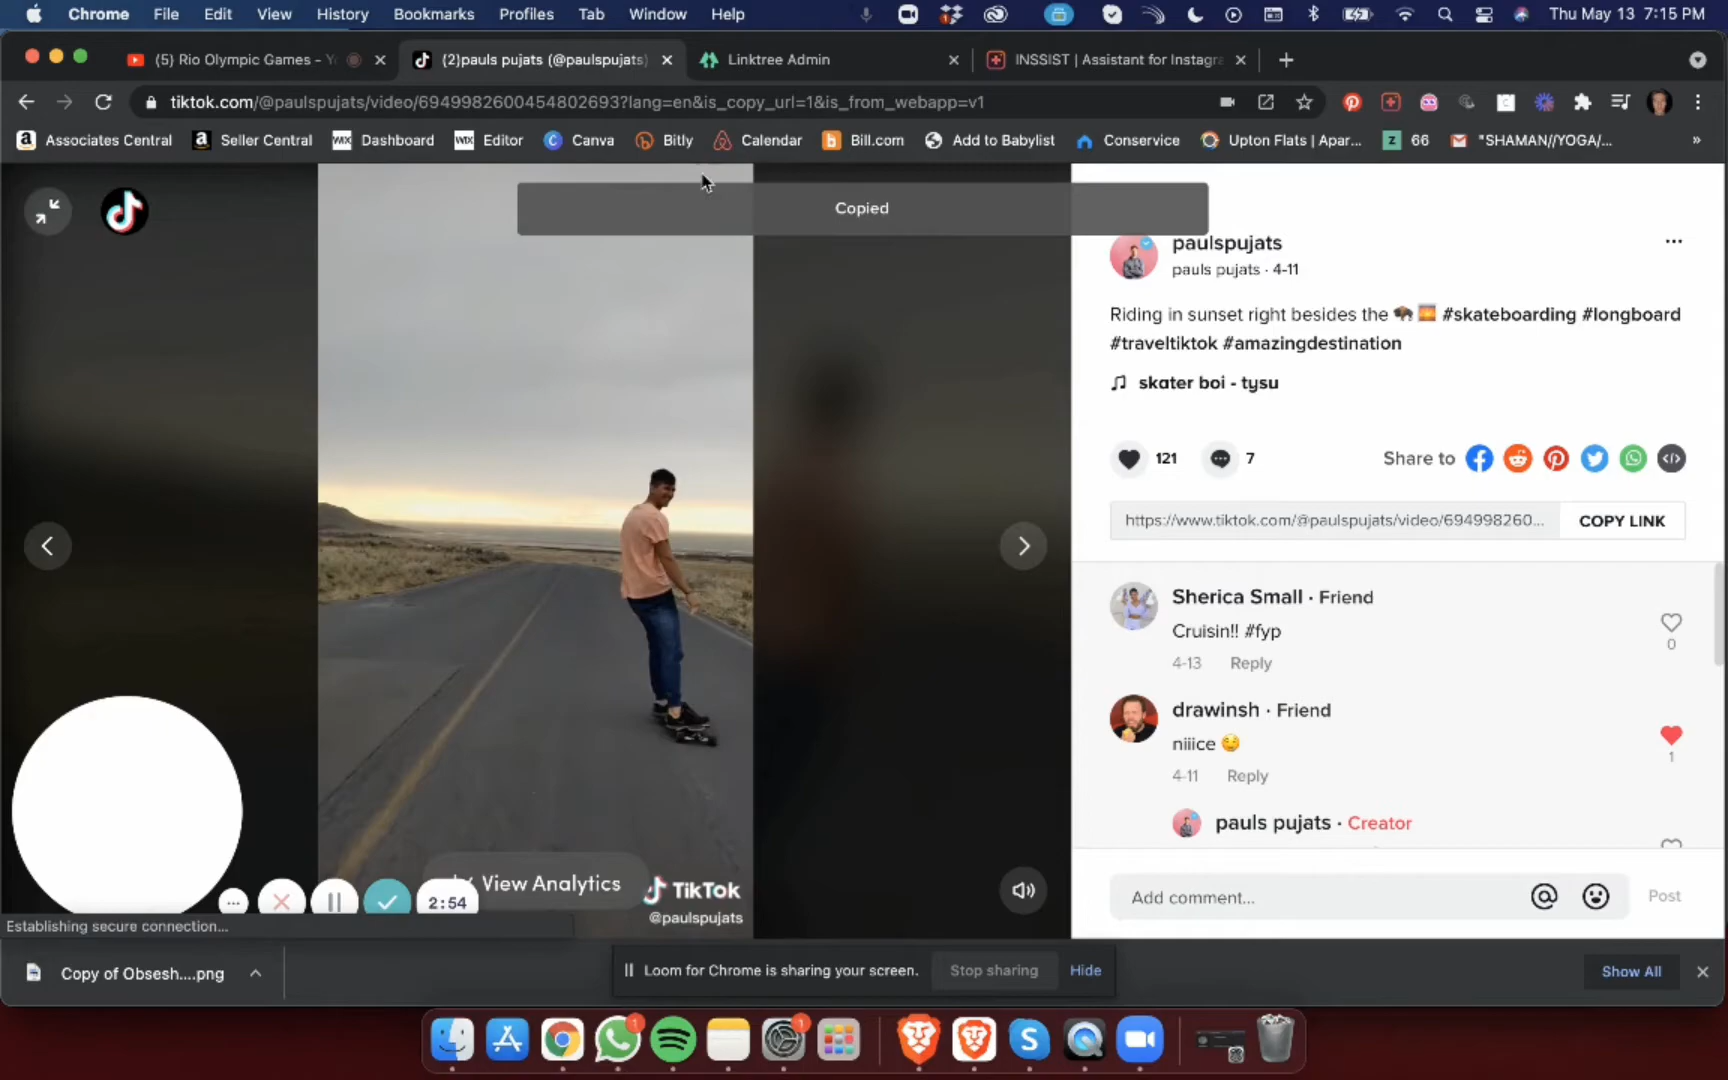 Chrome File Edit View History Bookmarks Profiles Tab Window Help
Thu May 13 7:15 PM
(5) Rio Olympic Games - Y
(2)pauls pujats (@paulspujats)
Linktree Admin
INSSIST | Assistant for Instagra
tiktok.com/@paulspujats/video/6949982600454802693?lang=en&is_copy_url=1&is_from_webapp=v1
Associates Central
Seller Central
WIX Dashboard
WIX Editor
Canva
Bitly
Calendar
Bill.com
Add to Babylist
Conservice
Upton Flats | Apar...
z 66
"SHAMAN//YOGA/...
»
Copied
paulspujats
pauls pujats · 4-11
Riding in sunset right besides the 🦬 🌅 #skateboarding #longboard
#traveltiktok #amazingdestination
skater boi - tysu
121
7
Share to
https://www.tiktok.com/@paulspujats/video/694998260...
COPY LINK
Sherica Small · Friend
Cruisin!! #fyp
0
4-13 Reply
drawinsh · Friend
niiice 😌
1
4-11 Reply
pauls pujats · Creator
Add comment...
Post
View Analytics
TikTok
@paulspujats
2:54
Establishing secure connection...
Copy of Obsesh....png
Loom for Chrome is sharing your screen.
Stop sharing
Hide
Show All
1
1